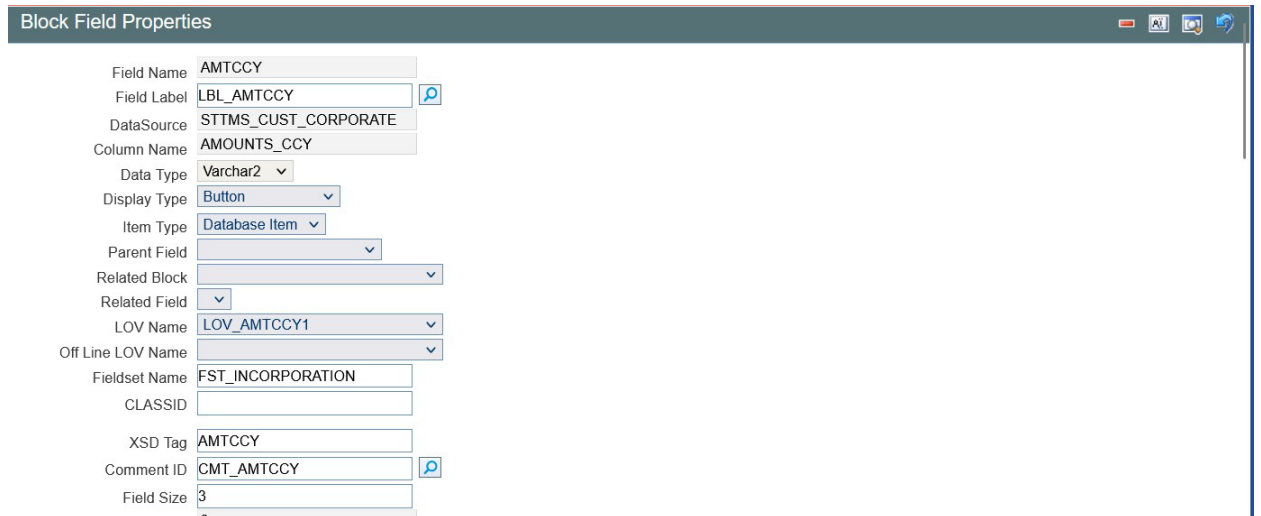 Block Field Properties
Field Name AMTCCY
Field Label LBL_AMTCCY
DataSource STTMS_CUST_CORPORATE
Column Name AMOUNTS_CCY
Data Type Varchar2
Display Type Button
Item Type Database Item
Parent Field
Related Block
Related Field
LOV Name LOV_AMTCCY1
Off Line LOV Name
Fieldset Name FST_INCORPORATION
CLASSID
XSD Tag AMTCCY
Comment ID CMT_AMTCCY
Field Size 3